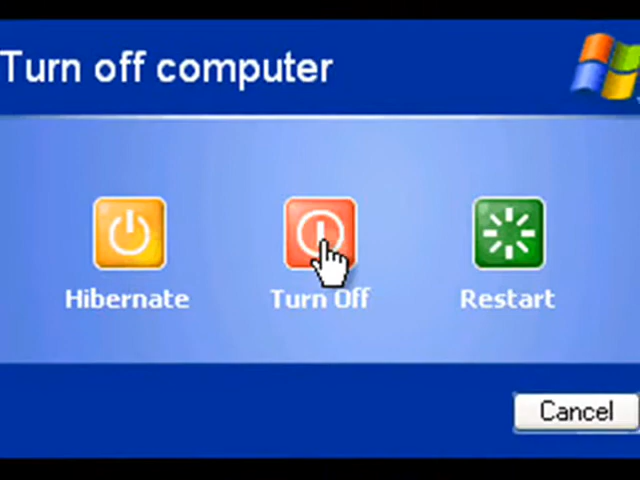 Turn off computer
Hibernate
Turn Off
Restart
Cancel